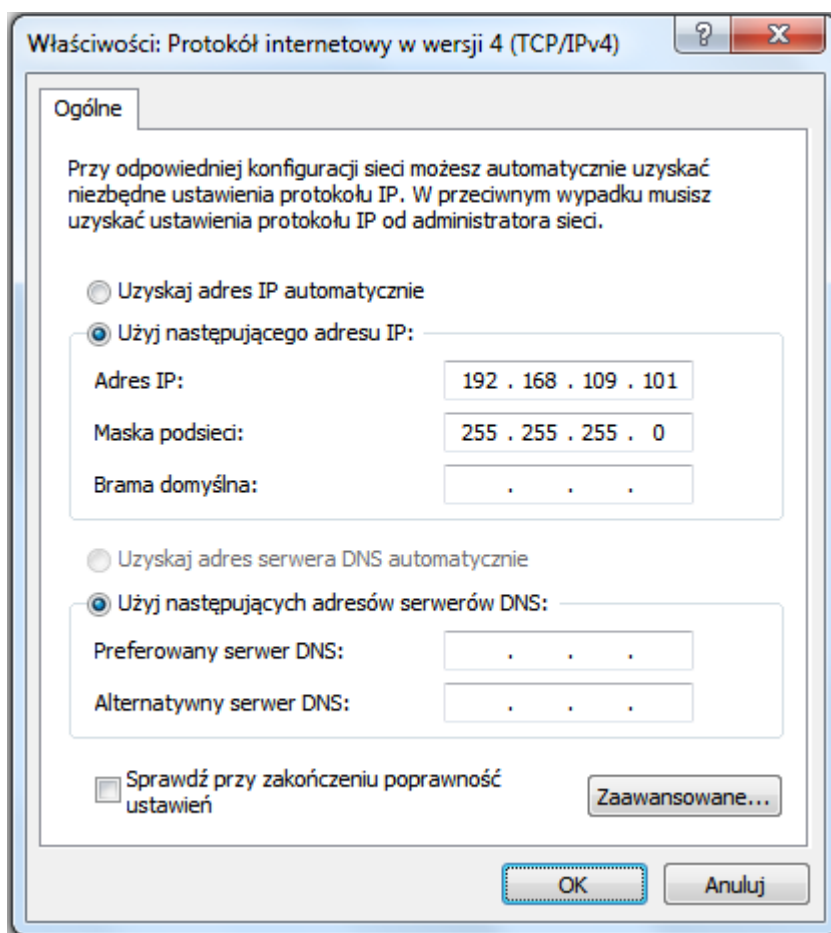 Właściwości: Protokół internetowy w wersji 4 (TCP/IPv4)
Ogólne
Przy odpowiedniej konfiguracji sieci możesz automatycznie uzyskać
niezbędne ustawienia protokołu IP. W przeciwnym wypadku musisz
uzyskać ustawienia protokołu IP od administratora sieci.
Uzyskaj adres IP automatycznie
Użyj następującego adresu IP:
Adres IP: 192 . 168 . 109 . 101
Maska podsieci: 255 . 255 . 255 . 0
Brama domyślna: . . .
Uzyskaj adres serwera DNS automatycznie
Użyj następujących adresów serwerów DNS:
Preferowany serwer DNS: . . .
Alternatywny serwer DNS: . . .
Sprawdź przy zakończeniu poprawność
ustawień
Zaawansowane...
OK Anuluj